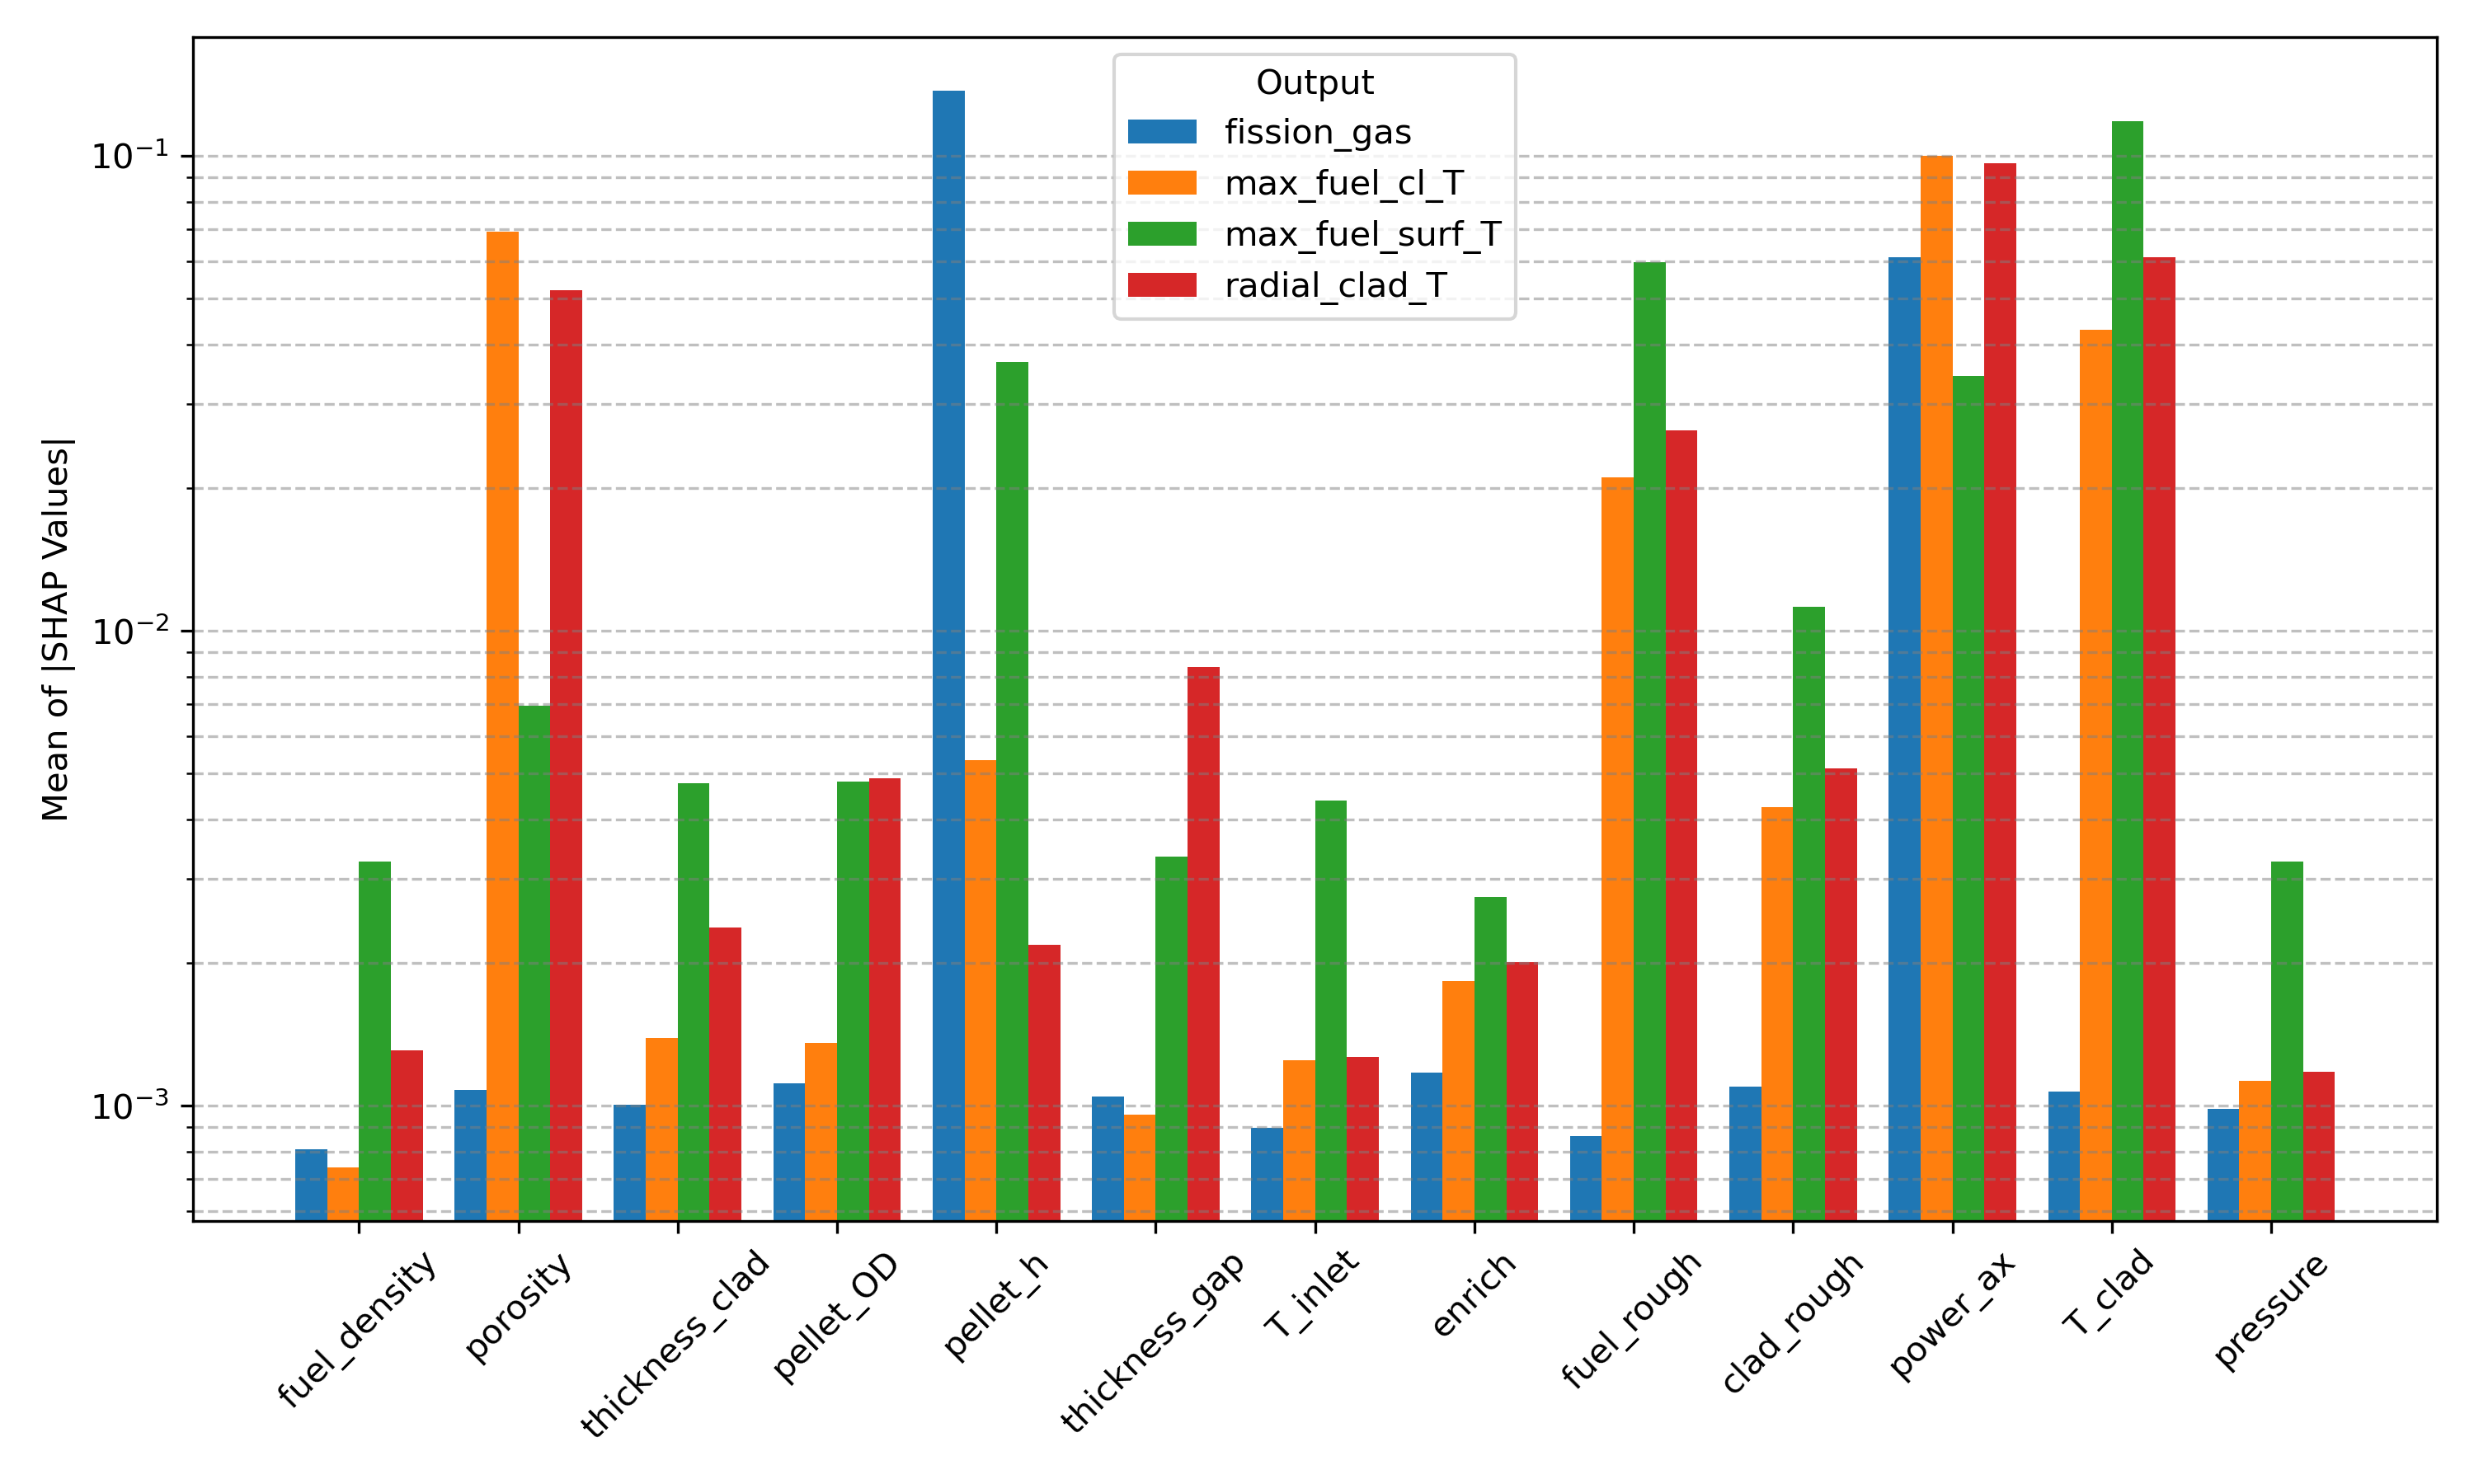 Output
fission_gas
max_fuel_cl_T
max_fuel_surf_T
radial_clad_T
Mean of |SHAP Values|
10⁻¹
10⁻²
10⁻³
fuel_density
porosity
thickness_clad
pellet_OD
pellet_h
thickness_gap
T_inlet
enrich
fuel_rough
clad_rough
power_ax
T_clad
pressure